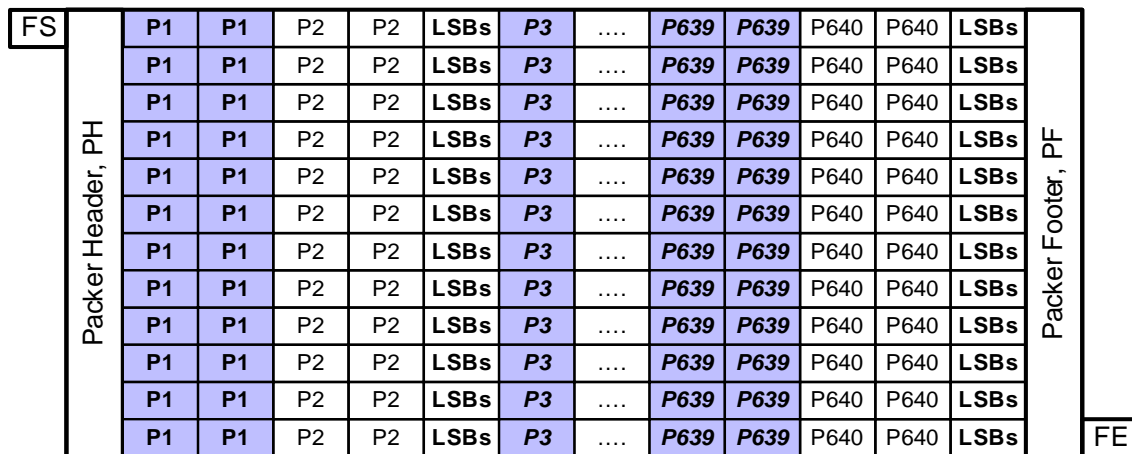 FS P1 P1 P2 P2 LSBs P3 .... P639 P639 P640 P640 LSBs
P1 P1 P2 P2 LSBs P3 .... P639 P639 P640 P640 LSBs
P1 P1 P2 P2 LSBs P3 .... P639 P639 P640 P640 LSBs
P1 P1 P2 P2 LSBs P3 .... P639 P639 P640 P640 LSBs
P1 P1 P2 P2 LSBs P3 .... P639 P639 P640 P640 LSBs
P1 P1 P2 P2 LSBs P3 .... P639 P639 P640 P640 LSBs
P1 P1 P2 P2 LSBs P3 .... P639 P639 P640 P640 LSBs
P1 P1 P2 P2 LSBs P3 .... P639 P639 P640 P640 LSBs
P1 P1 P2 P2 LSBs P3 .... P639 P639 P640 P640 LSBs
P1 P1 P2 P2 LSBs P3 .... P639 P639 P640 P640 LSBs
P1 P1 P2 P2 LSBs P3 .... P639 P639 P640 P640 LSBs
P1 P1 P2 P2 LSBs P3 .... P639 P639 P640 P640 LSBs FE
Packer Header, PH
Packer Footer, PF